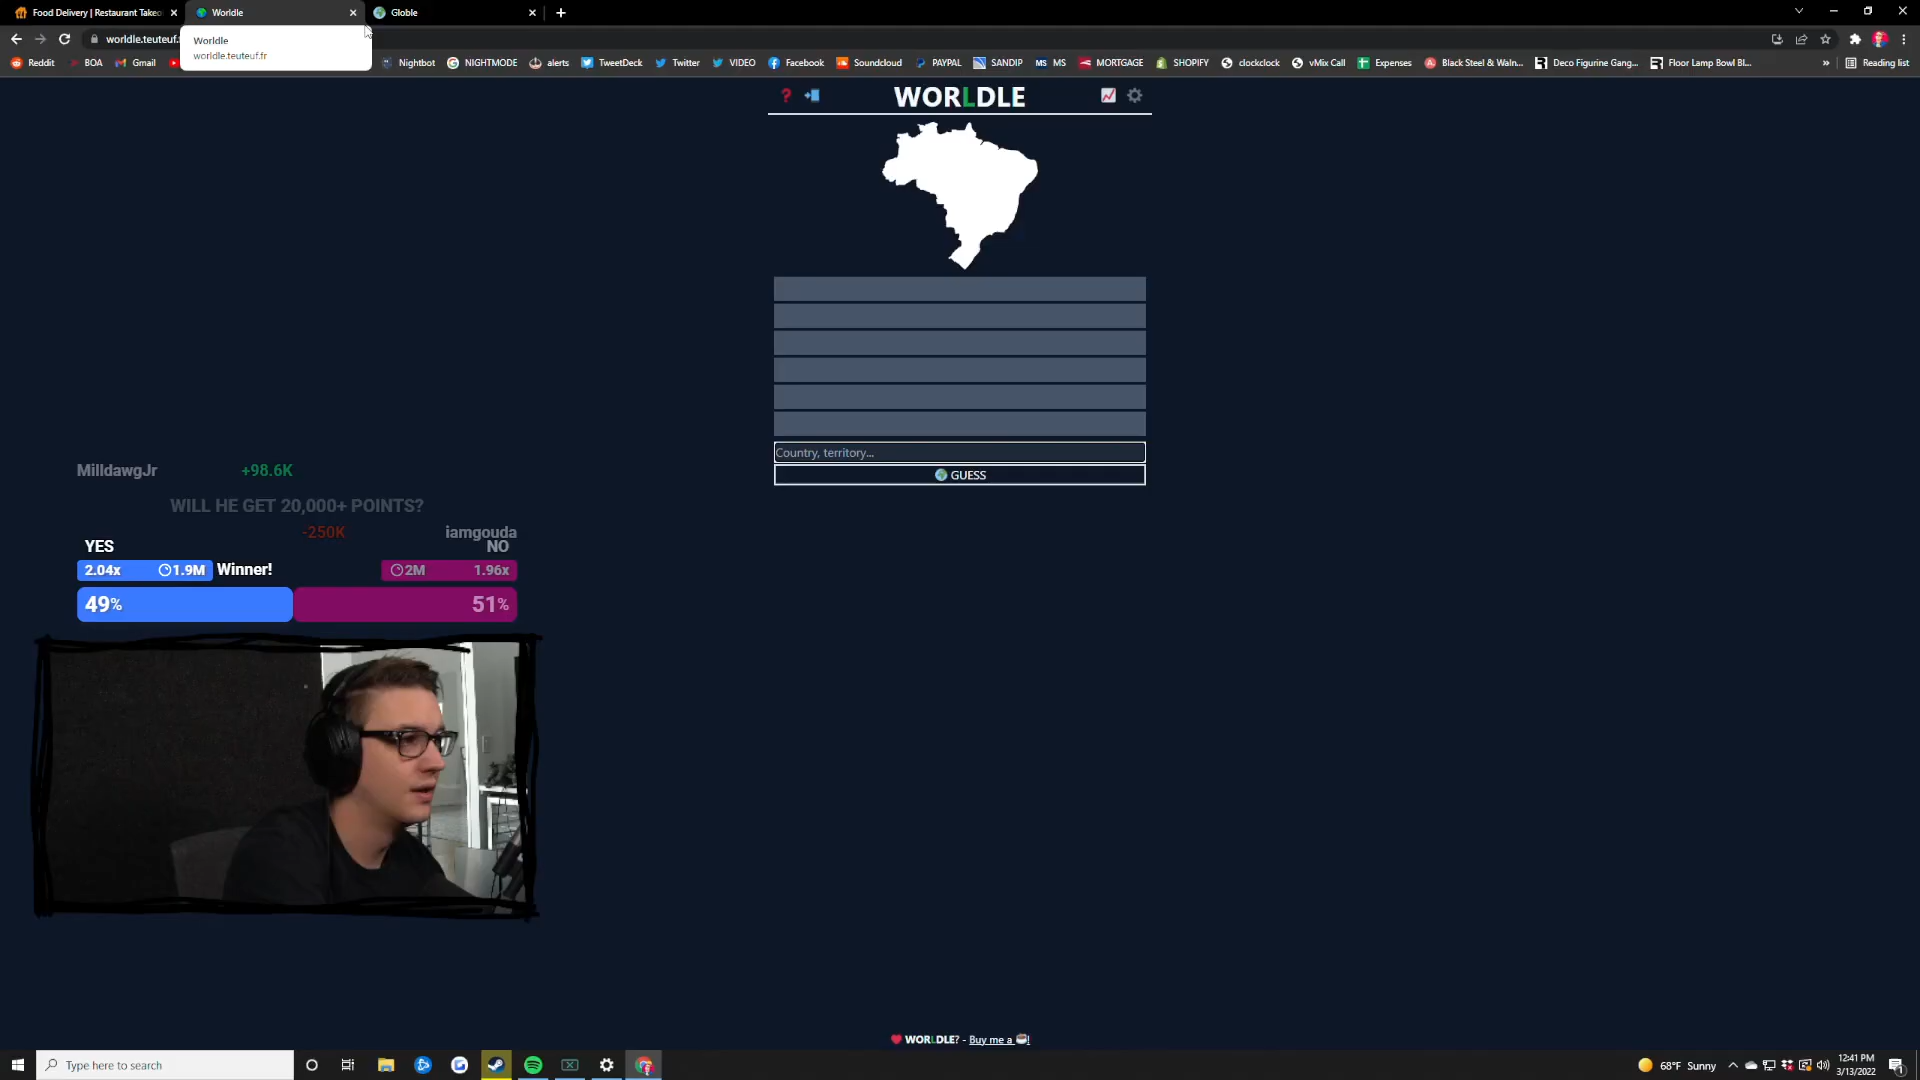 Food Delivery | Restaurant Takeo
Worldle
Globle
worldle.teuteuf.
Worldle
worldle.teuteuf.fr
Reddit
BOA
Gmail
Nightbot
NIGHTMODE
alerts
TweetDeck
Twitter
VIDEO
Facebook
Soundcloud
PAYPAL
SANDIP
MS MS
MORTGAGE
SHOPIFY
clockclock
vMix Call
Expenses
Black Steel & Waln...
Deco Figurine Gang...
Floor Lamp Bowl Bl...
»
Reading list
? WORLDLE
Country, territory...
GUESS
MilldawgJr +98.6K
WILL HE GET 20,000+ POINTS?
-250K iamgouda
YES NO
2.04x 1.9M Winner! 2M 1.96x
49% 51%
WORLDLE? - Buy me a !
Type here to search
68°F Sunny
12:41 PM
3/13/2022